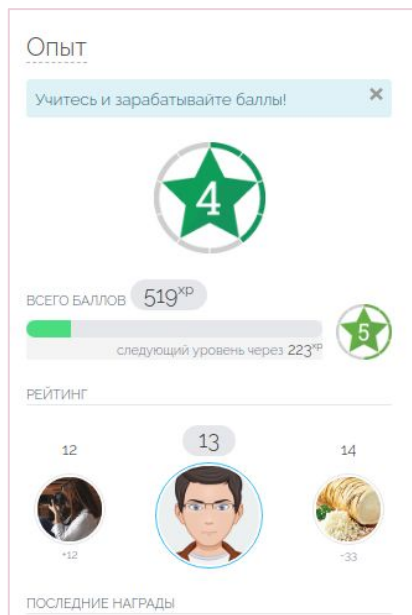 Опыт
Учитесь и зарабатывайте баллы! ×
4
ВСЕГО БАЛЛОВ 519xp
5
следующий уровень через 223xp
РЕЙТИНГ
12 13 14
+12 -33
ПОСЛЕДНИЕ НАГРАДЫ